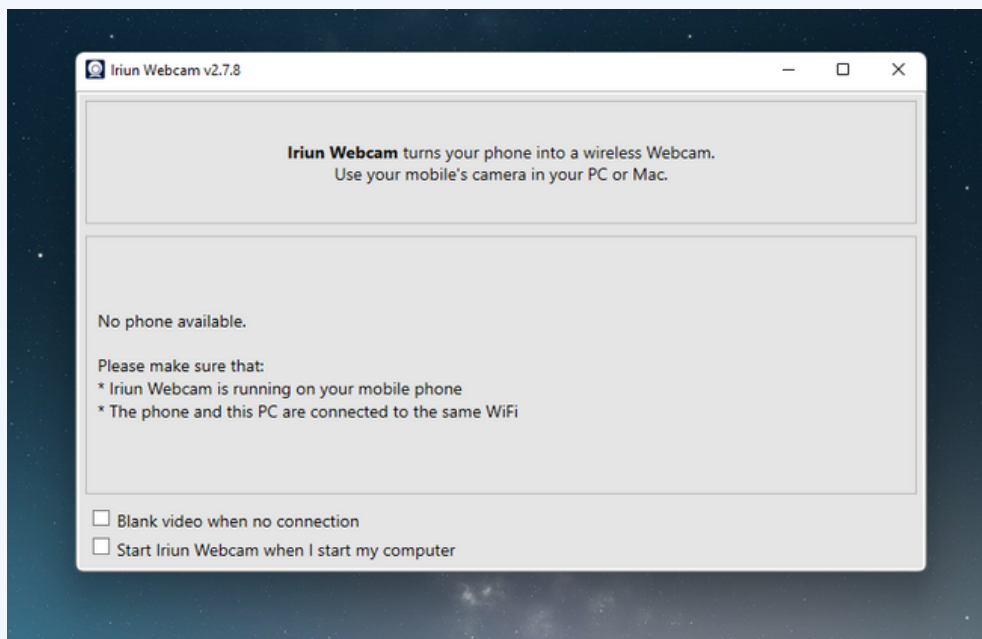 Iriun Webcam v2.7.8
Iriun Webcam turns your phone into a wireless Webcam.
Use your mobile's camera in your PC or Mac.
No phone available.
Please make sure that:
* Iriun Webcam is running on your mobile phone
* The phone and this PC are connected to the same WiFi
Blank video when no connection
Start Iriun Webcam when I start my computer